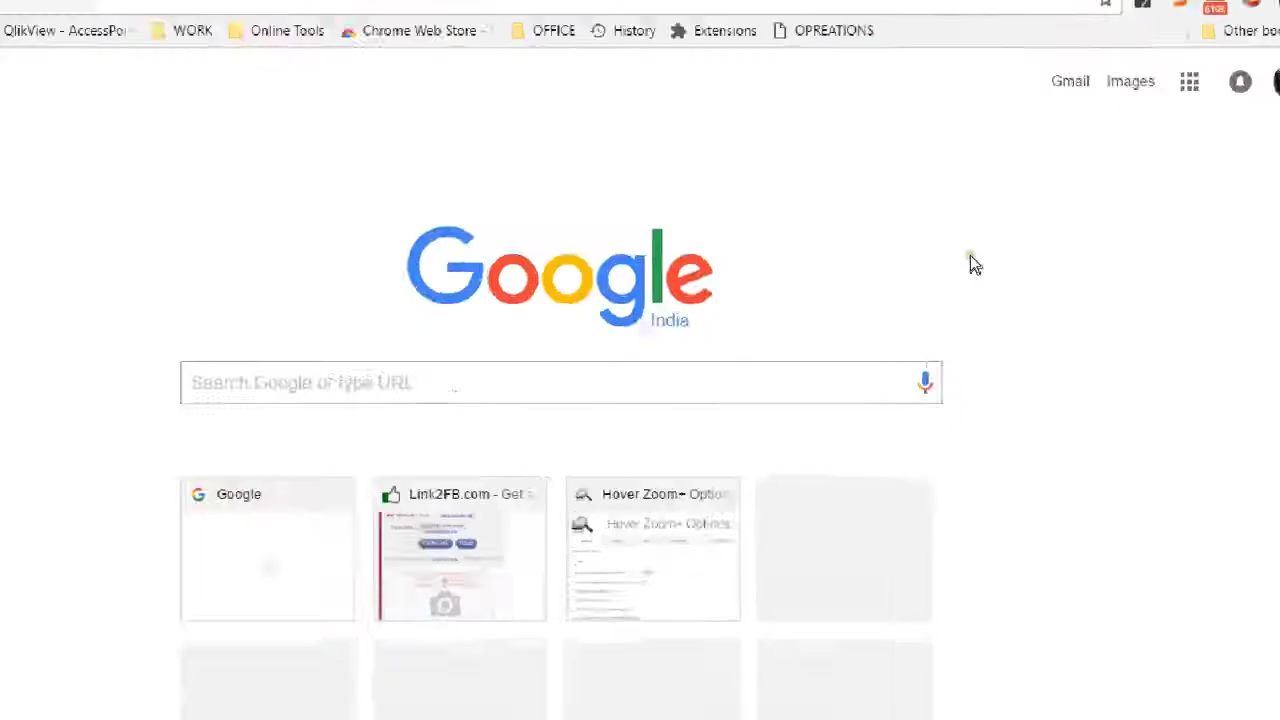 QlikView - AccessPo WORK Online Tools Chrome Web Store - OFFICE History Extensions OPREATIONS Other boo
Gmail Images
Google
India
Search Google or type URL
Google Link2FB.com - Get Hover Zoom+ Option
Hover Zoom+ Options